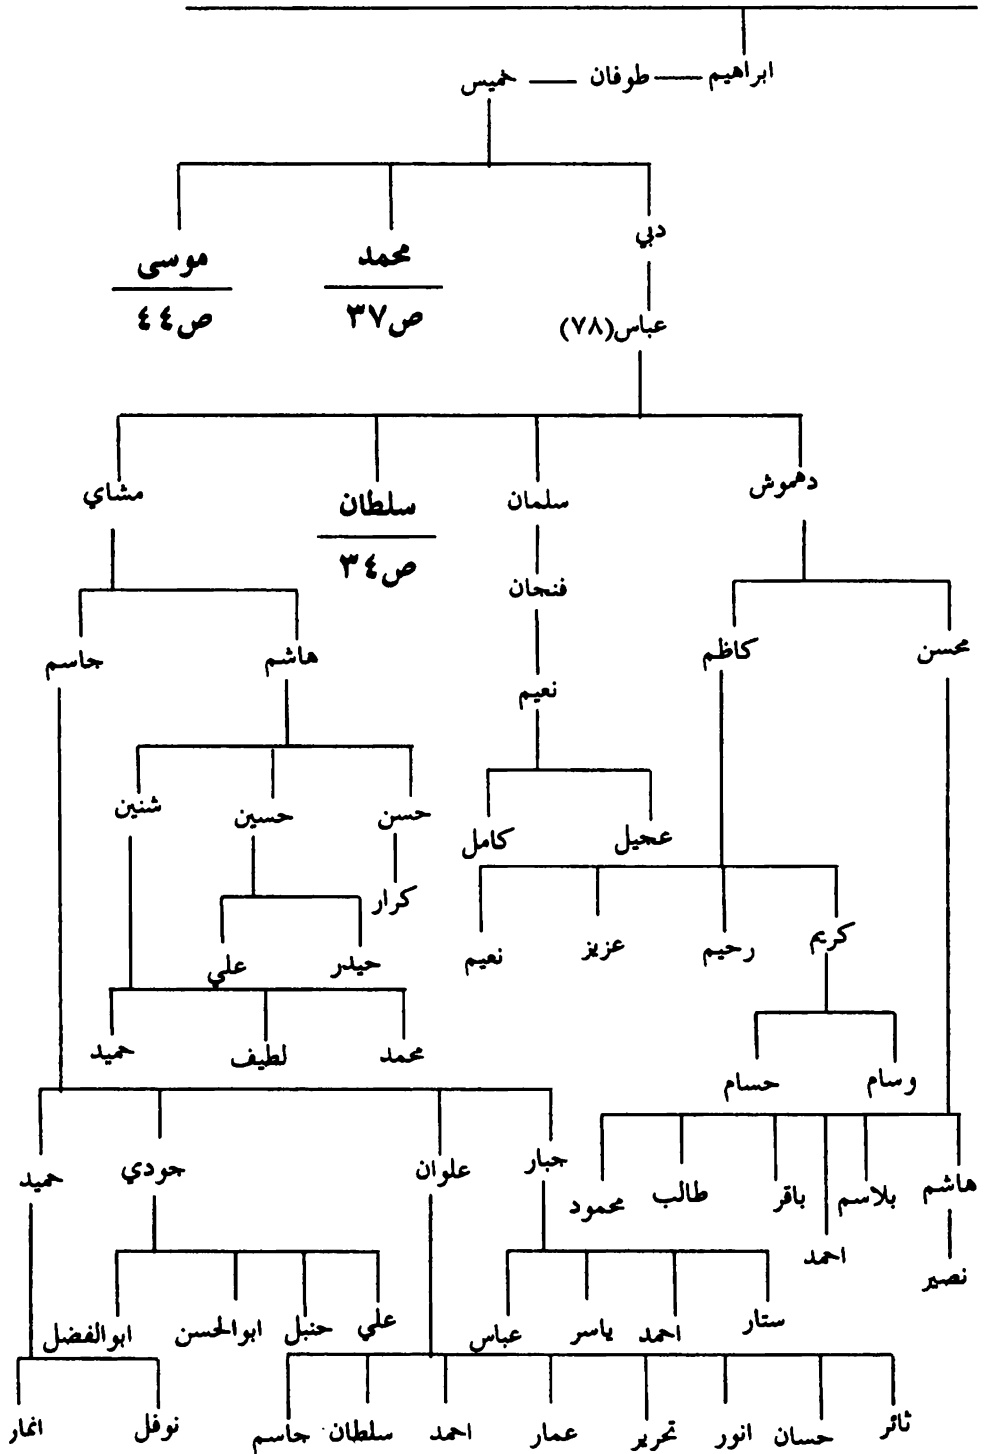 ابراهيم — طوفان — خميس
دبي
محمد
ص٣٧
موسى
ص٤٤
عباس(٧٨)
دهموش
سلمان
سلطان
ص٣٤
مشاي
فنجان
محسن
كاظم
هاشم
جاسم
نعيم
حسن
حسين
شنين
عجيل
كامل
كرار
كريم
رحيم
عزيز
نعيم
حيدر
علي
محمد
لطيف
حميد
وسام
حسام
جبار
علوان
جودي
حميد
هاشم
بلاسم
احمد
باقر
طالب
محمود
نصير
ستار
احمد
ياسر
عباس
علي
حنبل
ابوالحسن
ابوالفضل
ثائر
حسان
انور
تحرير
عمار
احمد
سلطان
جاسم
نوفل
انمار